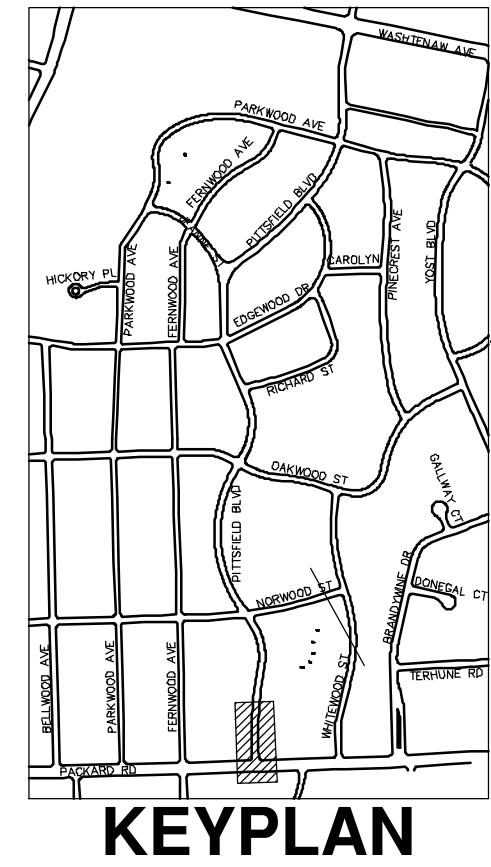 WASHTENAW AVE
PARKWOOD AVE
FERNWOOD AVE
PITTSFIELD BLVD
CAROLYN
PINECREST AVE
YOST BLVD
HICKORY PL
PARKWOOD AVE
FERNWOOD AVE
EDGEWOOD DR
RICHARD ST
OAKWOOD ST
GALLWAY CT
PITTSFIELD BLVD
NORWOOD ST
BRANDYWINE DR
DONEGAL CT
BELLWOOD AVE
PARKWOOD AVE
FERNWOOD AVE
WHITEWOOD ST
TERHUNE RD
PACKARD RD
KEYPLAN